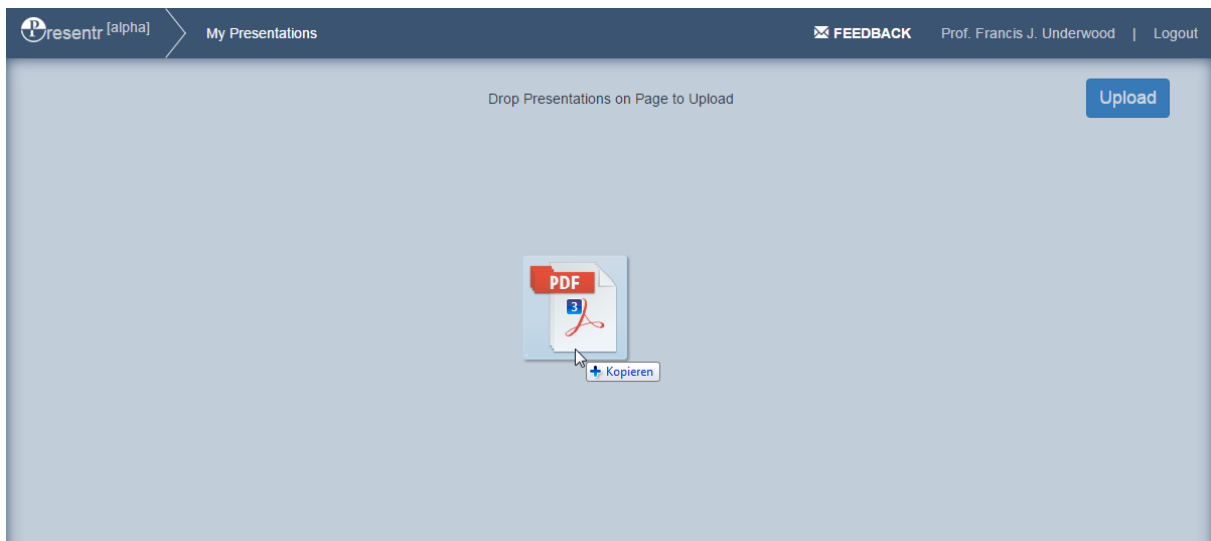 Presentr [alpha]
My Presentations
FEEDBACK
Prof. Francis J. Underwood | Logout
Drop Presentations on Page to Upload
Upload
PDF
3
Kopieren